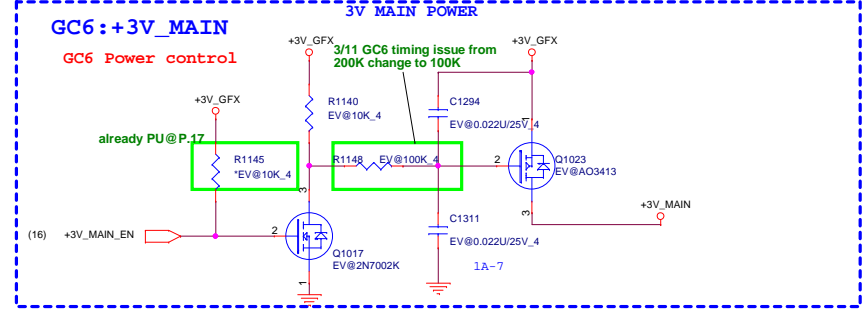 3V MAIN POWER
GC6:+3V_MAIN
GC6 Power control
+3V_GFX
3/11 GC6 timing issue from
200K change to 100K
+3V_GFX
+3V_GFX
R1140
EV@10K_4
C1294
EV@0.022U/25V_4
1
already PU@P.17
R1145
*EV@10K_4
R1148
EV@100K_4
2
Q1023
EV@AO3413
3
3
+3V_MAIN
(16)
+3V_MAIN_EN
2
C1311
EV@0.022U/25V_4
Q1017
EV@2N7002K
1A-7
1